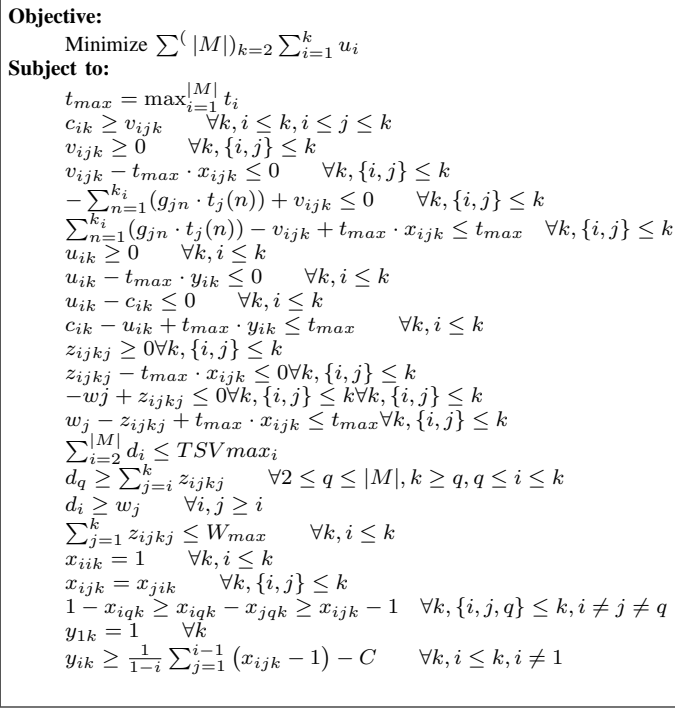 Objective:
Minimize ∑^( |M|)_{k=2} ∑_{i=1}^{k} u_i
Subject to:
t_{max} = max_{i=1}^{|M|} t_i
c_{ik} ≥ v_{ijk} ∀k, i ≤ k, i ≤ j ≤ k
v_{ijk} ≥ 0 ∀k, {i, j} ≤ k
v_{ijk} − t_{max} · x_{ijk} ≤ 0 ∀k, {i, j} ≤ k
− ∑_{n=1}^{k_i} (g_{jn} · t_j(n)) + v_{ijk} ≤ 0 ∀k, {i, j} ≤ k
∑_{n=1}^{k_i} (g_{jn} · t_j(n)) − v_{ijk} + t_{max} · x_{ijk} ≤ t_{max} ∀k, {i, j} ≤ k
u_{ik} ≥ 0 ∀k, i ≤ k
u_{ik} − t_{max} · y_{ik} ≤ 0 ∀k, i ≤ k
u_{ik} − c_{ik} ≤ 0 ∀k, i ≤ k
c_{ik} − u_{ik} + t_{max} · y_{ik} ≤ t_{max} ∀k, i ≤ k
z_{ijkj} ≥ 0∀k, {i, j} ≤ k
z_{ijkj} − t_{max} · x_{ijk} ≤ 0∀k, {i, j} ≤ k
−wj + z_{ijkj} ≤ 0∀k, {i, j} ≤ k∀k, {i, j} ≤ k
w_j − z_{ijkj} + t_{max} · x_{ijk} ≤ t_{max}∀k, {i, j} ≤ k
∑_{i=2}^{|M|} d_i ≤ TSVmax_i
d_q ≥ ∑_{j=i}^{k} z_{ijkj} ∀2 ≤ q ≤ |M|, k ≥ q, q ≤ i ≤ k
d_i ≥ w_j ∀i, j ≥ i
∑_{j=1}^{k} z_{ijkj} ≤ W_{max} ∀k, i ≤ k
x_{iik} = 1 ∀k, i ≤ k
x_{ijk} = x_{jik} ∀k, {i, j} ≤ k
1 − x_{iqk} ≥ x_{iqk} − x_{jqk} ≥ x_{ijk} − 1 ∀k, {i, j, q} ≤ k, i ≠ j ≠ q
y_{1k} = 1 ∀k
y_{ik} ≥ \frac{1}{1−i} ∑_{j=1}^{i−1} (x_{ijk} − 1) − C ∀k, i ≤ k, i ≠ 1